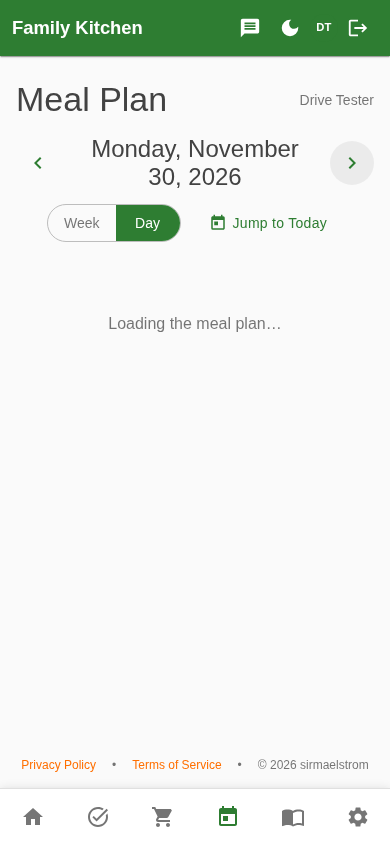 Family Kitchen
DT
Meal Plan
Drive Tester
Monday, November
30, 2026
Week
Day
Jump to Today
Loading the meal plan…
Privacy Policy • Terms of Service • © 2026 sirmaelstrom